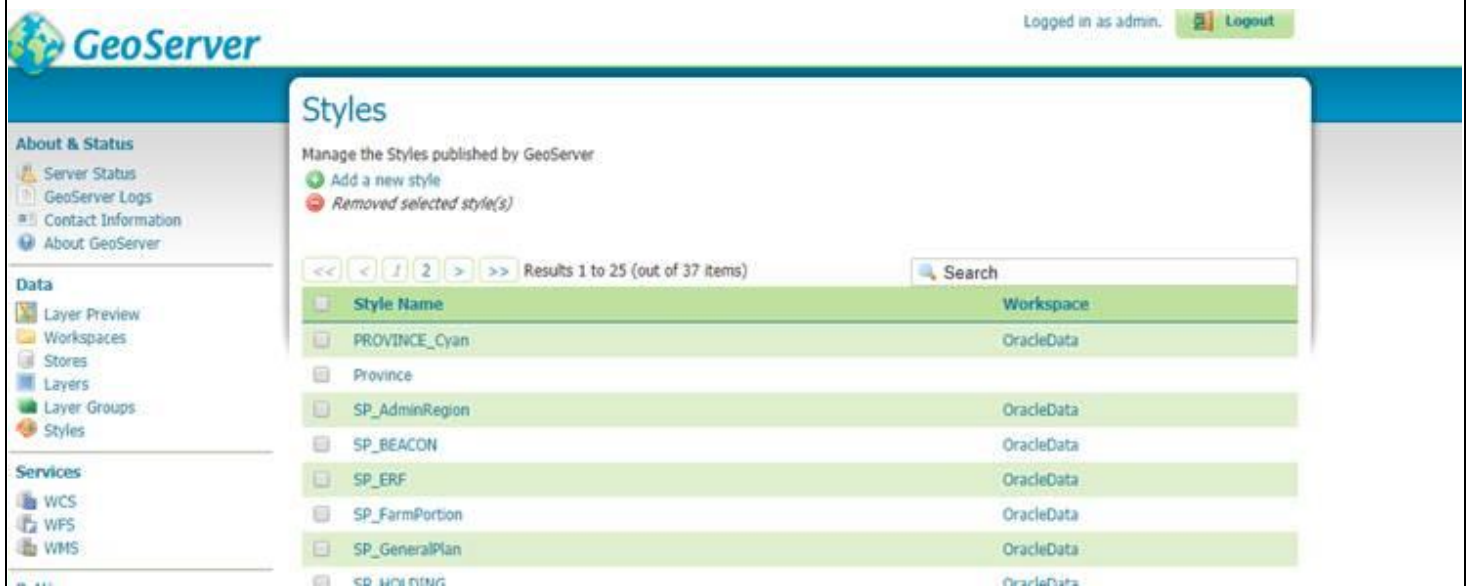 GeoServer
Logged in as admin.
Logout
About & Status
Server Status
GeoServer Logs
Contact Information
About GeoServer
Data
Layer Preview
Workspaces
Stores
Layers
Layer Groups
Styles
Services
WCS
WFS
WMS
Styles
Manage the Styles published by GeoServer
Add a new style
Removed selected style(s)
<< < 1 2 > >> Results 1 to 25 (out of 37 items)
Search
Style Name Workspace
PROVINCE_Cyan OracleData
Province
SP_AdminRegion OracleData
SP_BEACON OracleData
SP_ERF OracleData
SP_FarmPortion OracleData
SP_GeneralPlan OracleData
SP_HOLDING OracleData